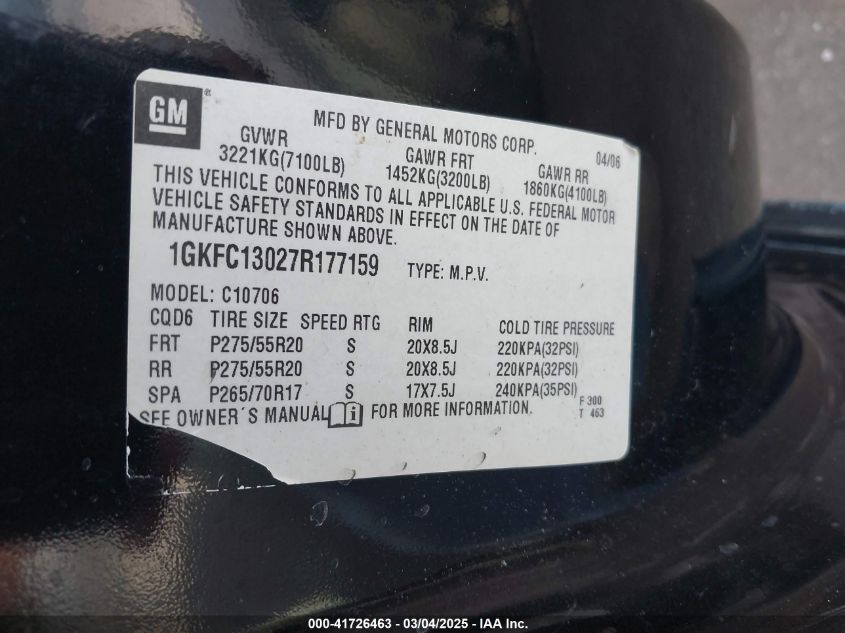 GM ®
MFD BY GENERAL MOTORS CORP.
04/06
GVWR GAWR FRT GAWR RR
3221KG(7100LB) 1452KG(3200LB) 1860KG(4100LB)
THIS VEHICLE CONFORMS TO ALL APPLICABLE U.S. FEDERAL MOTOR
VEHICLE SAFETY STANDARDS IN EFFECT ON THE DATE OF
MANUFACTURE SHOWN ABOVE.
1GKFC13027R177159 TYPE: M.P.V.
MODEL: C10706
CQD6 TIRE SIZE SPEED RTG RIM COLD TIRE PRESSURE
FRT P275/55R20 S 20X8.5J 220KPA(32PSI)
RR P275/55R20 S 20X8.5J 220KPA(32PSI)
SPA P265/70R17 S 17X7.5J 240KPA(35PSI)
SEE OWNER´S MANUAL i FOR MORE INFORMATION.
F 300
T 463
000-41726463 - 03/04/2025 - IAA Inc.